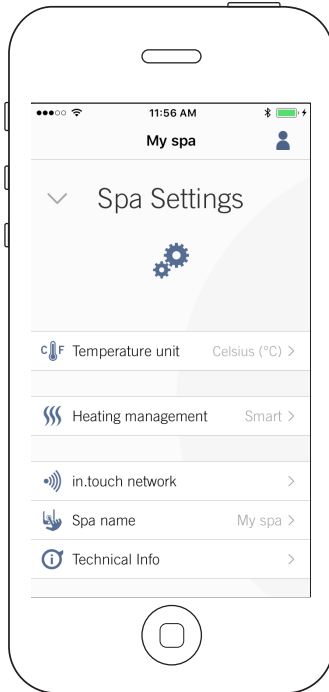 11:56 AM
My spa
Spa Settings
C F Temperature unit Celsius (°C) >
Heating management Smart >
in.touch network >
Spa name My spa >
i Technical Info >